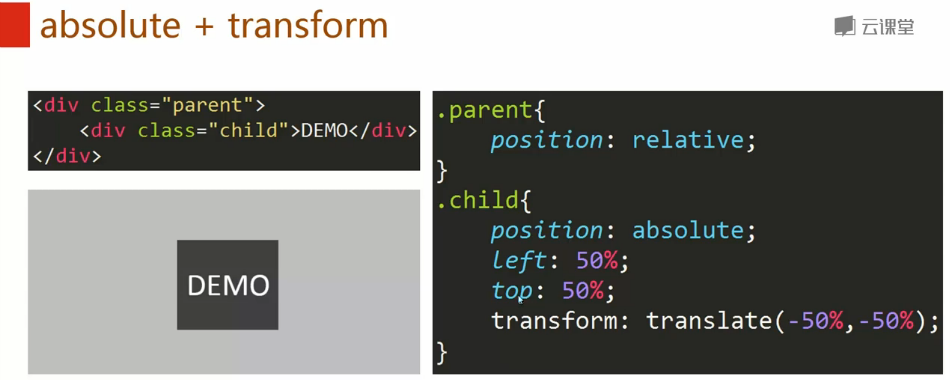 absolute + transform
云课堂
<div class="parent">
    <div class="child">DEMO</div>
</div>
DEMO
.parent{
    position: relative;
}
.child{
    position: absolute;
    left: 50%;
    top: 50%;
    transform: translate(-50%,-50%);
}